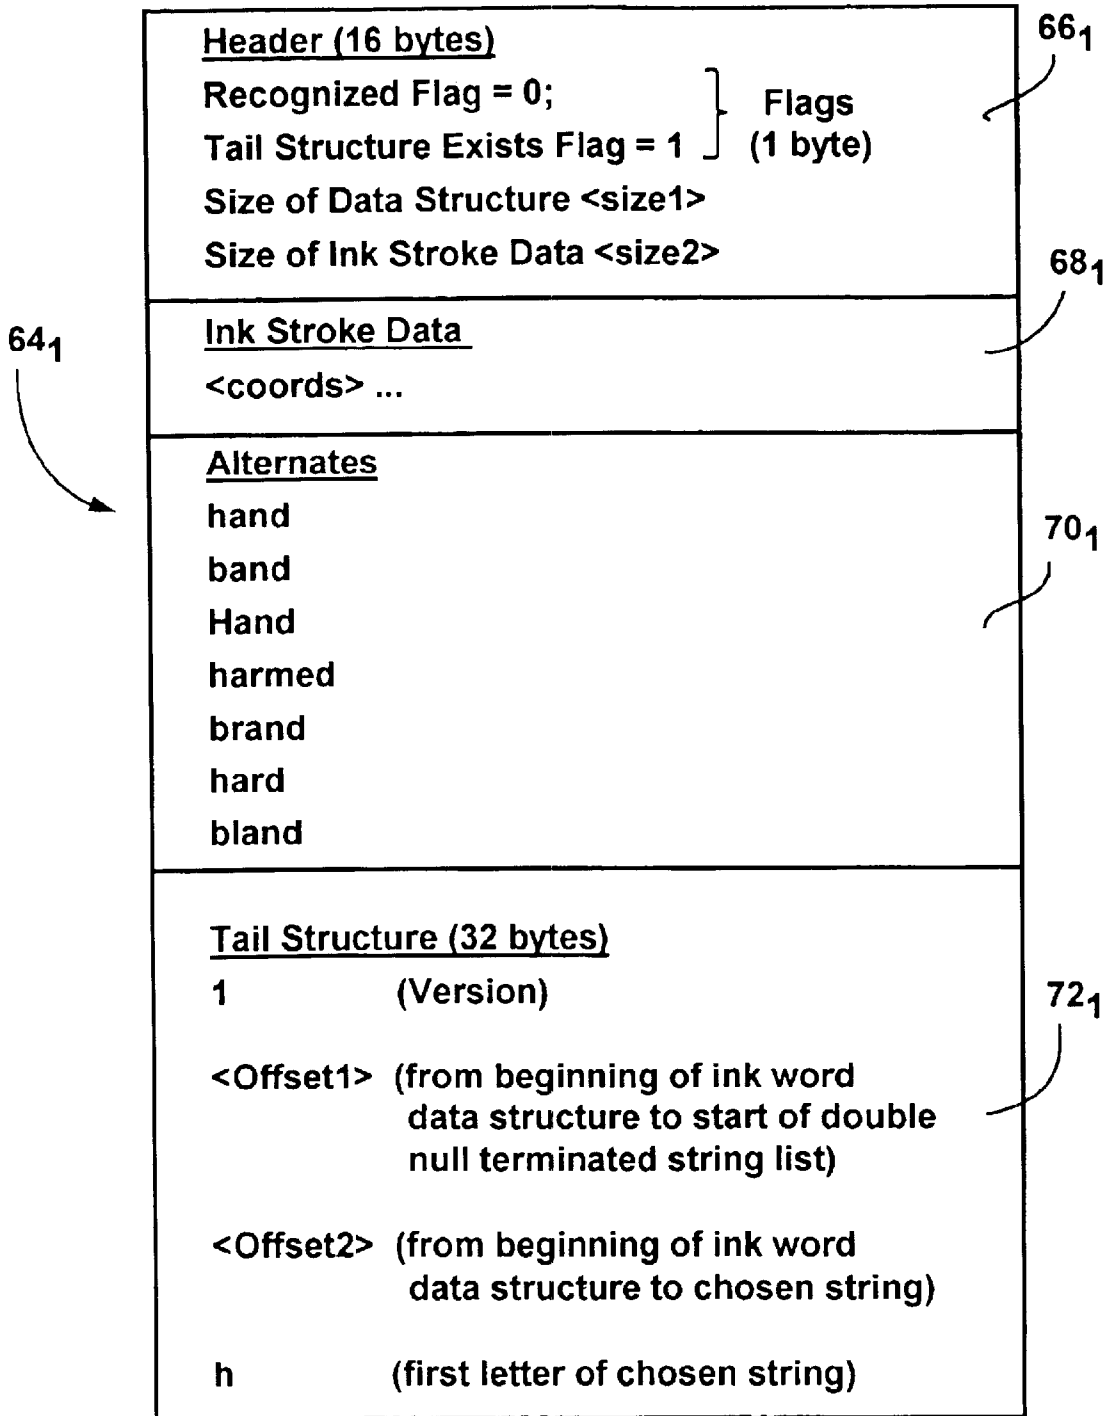 Header (16 bytes)
66₁
Recognized Flag = 0;
Flags
Tail Structure Exists Flag = 1
(1 byte)
Size of Data Structure <size1>
Size of Ink Stroke Data <size2>
68₁
Ink Stroke Data
64₁
<coords> ...
Alternates
hand
70₁
band
Hand
harmed
brand
hard
bland
Tail Structure (32 bytes)
1 (Version)
72₁
<Offset1> (from beginning of ink word
data structure to start of double
null terminated string list)
<Offset2> (from beginning of ink word
data structure to chosen string)
h (first letter of chosen string)